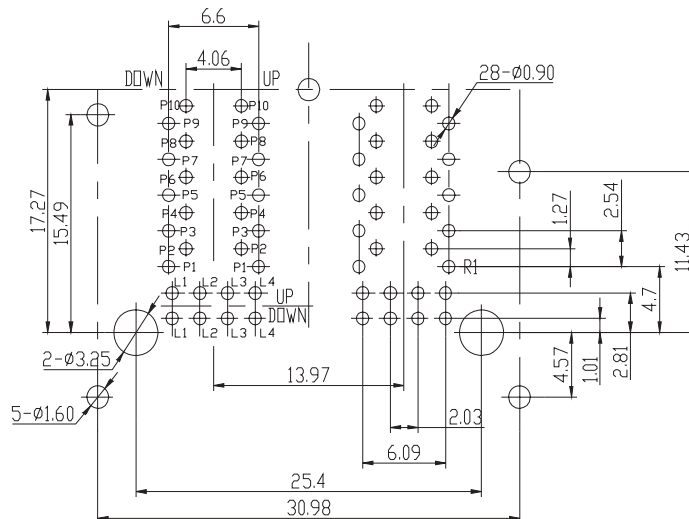 6.6
4.06
DOWN UP
28-Ø0.90
P10 P10
P9 P9
P8 P8
P7 P7
P6 P6
P5 P5
P4 P4
P3 P3
P2 P2
P1 P1
R1
L1 L2 L3 L4
UP
DOWN
L1 L2 L3 L4
17.27
15.49
1.27
2.54
11.43
4.7
2.81
1.01
4.57
2-Ø3.25
5-Ø1.60
13.97
2.03
6.09
25.4
30.98